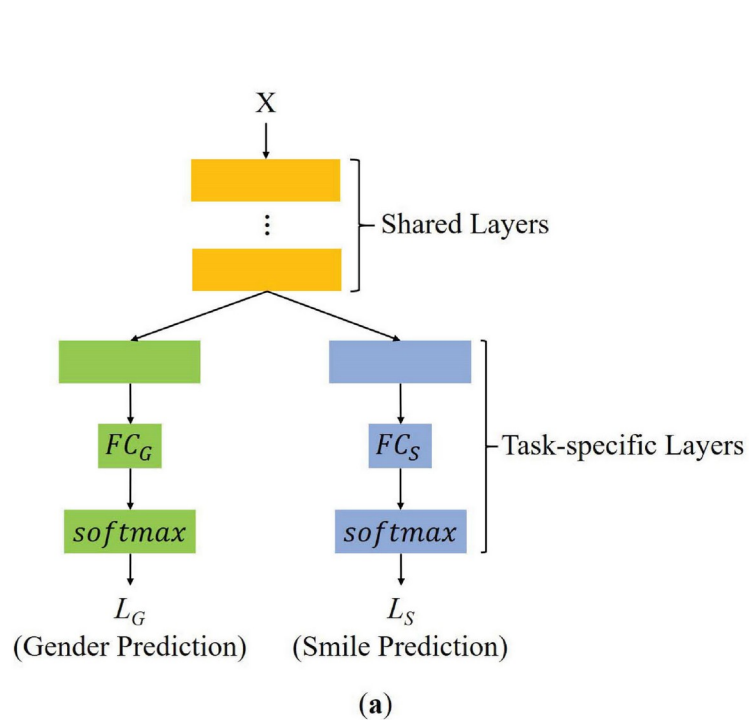 X
⋮
Shared Layers
FC_G
FC_S
Task-specific Layers
softmax
softmax
L_G
L_S
(Gender Prediction)
(Smile Prediction)
(a)